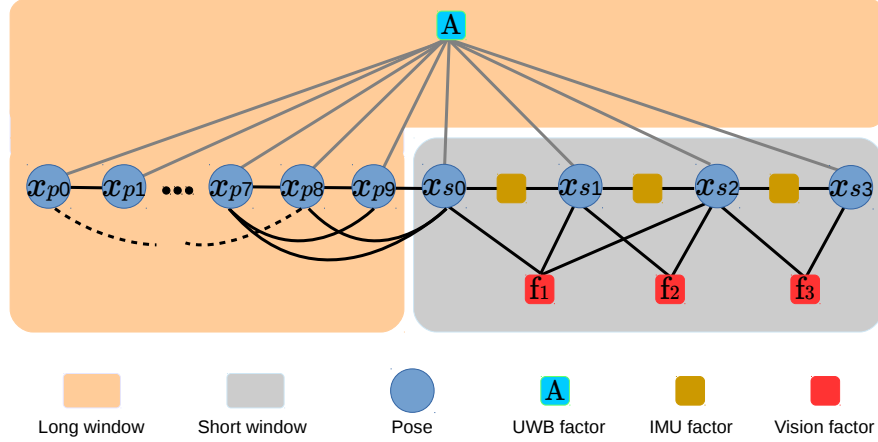 A
xp0 xp1 ••• xp7 xp8 xp9 xs0 xs1 xs2 xs3
f1 f2 f3
A
Long window Short window Pose UWB factor IMU factor Vision factor